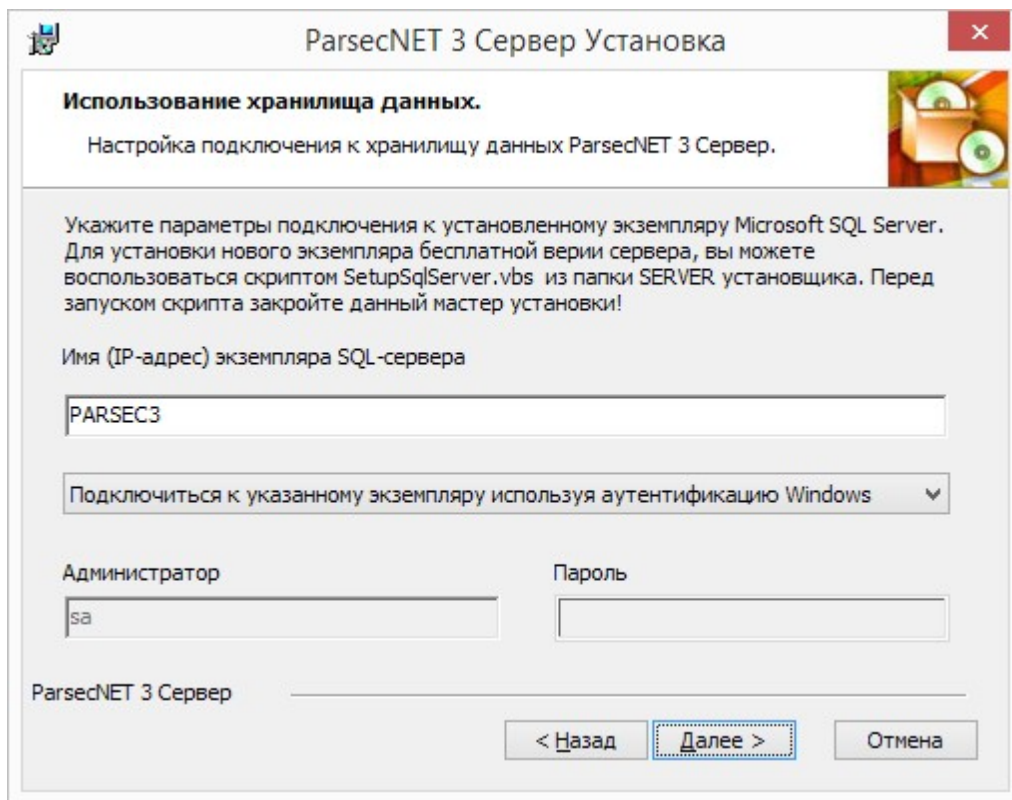 ParsecNET 3 Сервер Установка
Использование хранилища данных.
Настройка подключения к хранилищу данных ParsecNET 3 Сервер.
Укажите параметры подключения к установленному экземпляру Microsoft SQL Server.
Для установки нового экземпляра бесплатной верии сервера, вы можете
воспользоваться скриптом SetupSqlServer.vbs из папки SERVER установщика. Перед
запуском скрипта закройте данный мастер установки!
Имя (IP-адрес) экземпляра SQL-сервера
PARSEC3
Подключиться к указанному экземпляру используя аутентификацию Windows
Администратор Пароль
sa
ParsecNET 3 Сервер
< Назад Далее > Отмена